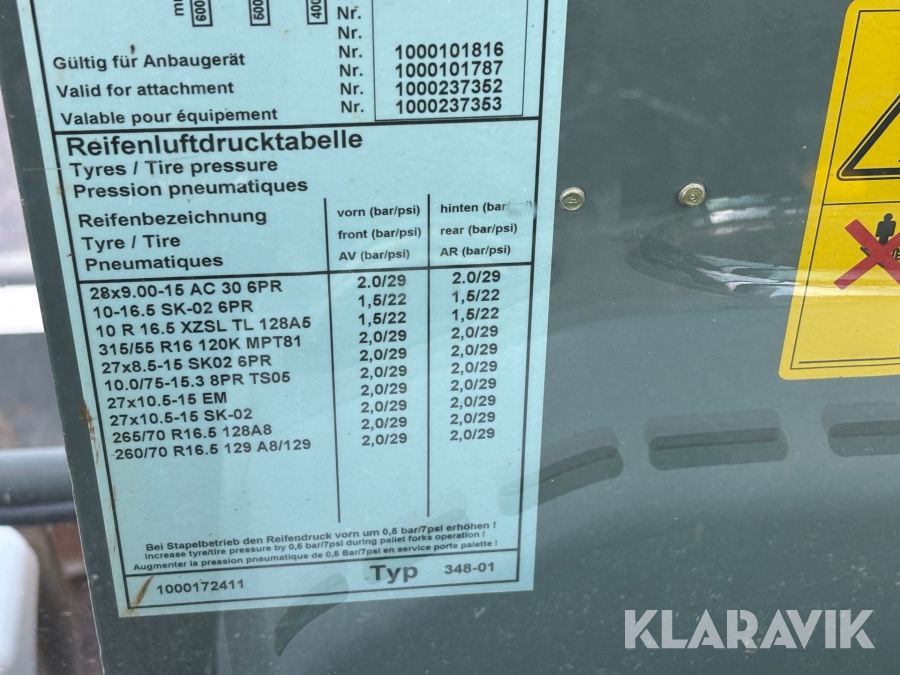 600
500
400
Nr.
Nr.
Gültig für Anbaugerät Nr. 1000101816
Nr. 1000101787
Valid for attachment Nr. 1000237352
Valable pour équipement Nr. 1000237353
Reifenluftdrucktabelle
Tyres / Tire pressure
Pression pneumatiques
Reifenbezeichnung vorn (bar/psi) hinten (bar/
Tyre / Tire front (bar/psi) rear (bar/psi)
Pneumatiques AV (bar/psi) AR (bar/psi)
28x9.00-15 AC 30 6PR 2.0/29 2.0/29
10-16.5 SK-02 6PR 1,5/22 1,5/22
10 R 16.5 XZSL TL 128A5 1,5/22 1,5/22
315/55 R16 120K MPT81 2,0/29 2,0/29
27x8.5-15 SK02 6PR 2,0/29 2,0/29
10.0/75-15.3 8PR TS05 2,0/29 2,0/29
27x10.5-15 EM 2,0/29 2,0/29
27x10.5-15 SK-02 2,0/29 2,0/29
265/70 R16.5 128A8 2,0/29 2,0/29
260/70 R16.5 129 A8/129 2,0/29 2,0/29
Bei Stapelbetrieb den Reifendruck vorn um 0,5 bar/7psi erhöhen !
Increase tyre/tire pressure by 0,5 bar/7psi during pallet forks operation !
Augmenter la pression pneumatique de 0,5 Bar/7psi en service porte palette !
1000172411 Typ 348-01
KLARAVIK